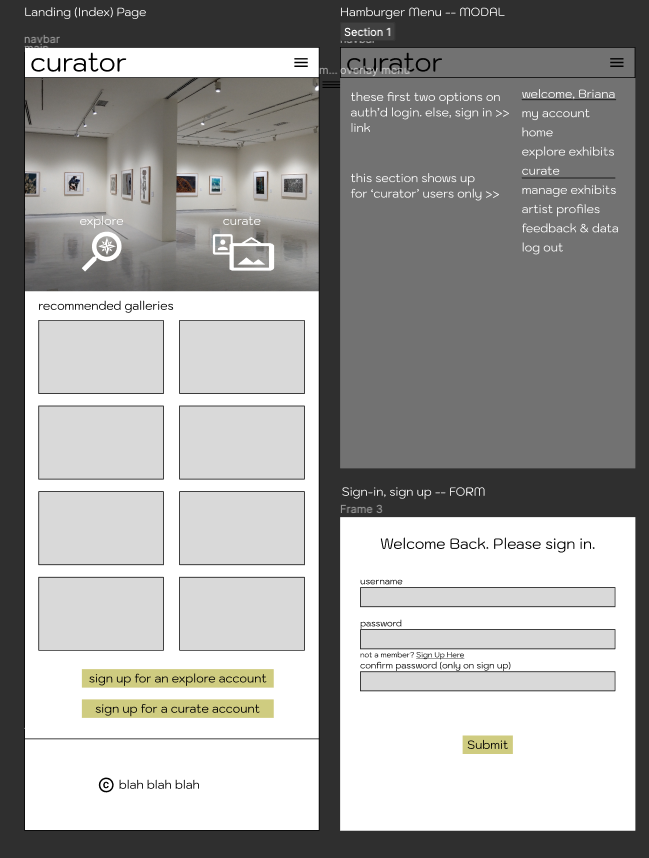 Landing (Index) Page
navbar
main
curator
explore
curate
recommended galleries
sign up for an explore account
sign up for a curate account
© blah blah blah
Hamburger Menu -- MODAL
Section 1
navbar
m... overlay menu
curator
these first two options on
auth’d login. else, sign in >>
link
this section shows up
for ‘curator’ users only >>
welcome, Briana
my account
home
explore exhibits
curate
manage exhibits
artist profiles
feedback & data
log out
Sign-in, sign up -- FORM
Frame 3
Welcome Back. Please sign in.
username
password
not a member? Sign Up Here
confirm password (only on sign up)
Submit